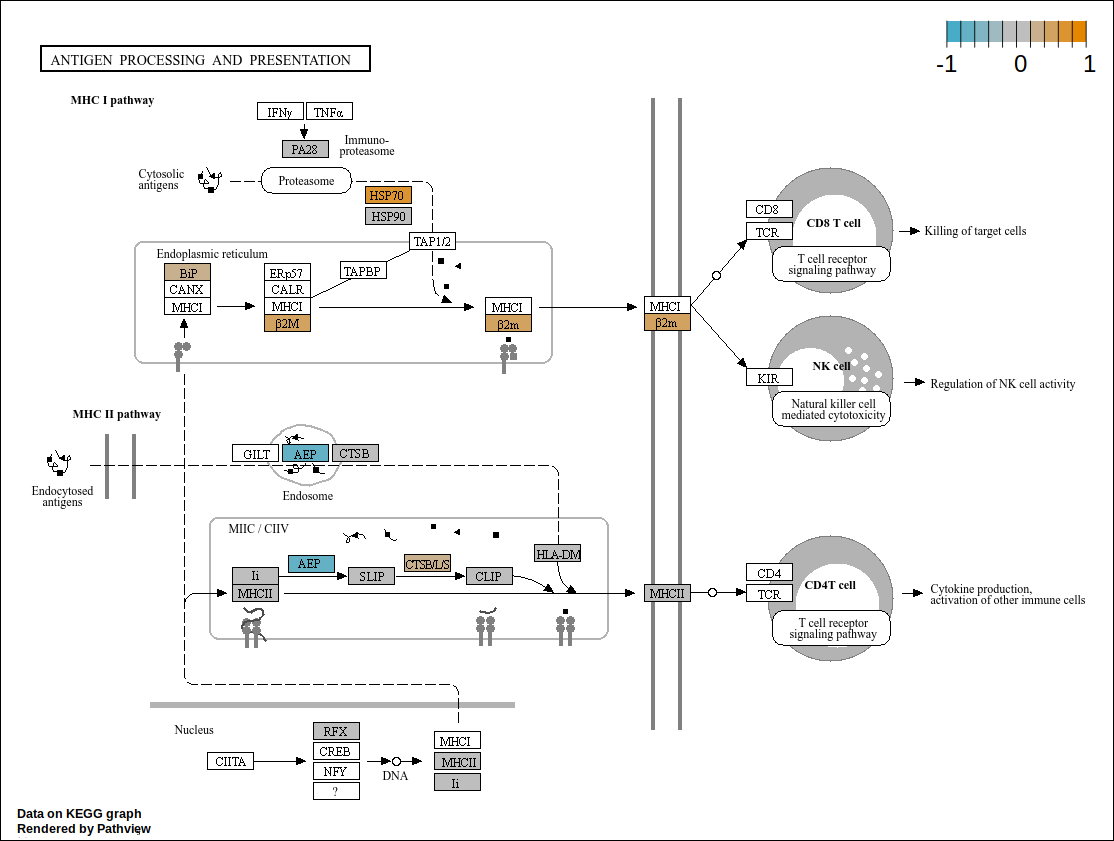 -1 0 1
ANTIGEN PROCESSING AND PRESENTATION
MHC I pathway
IFNγ TNFα
PA28
Immuno-
proteasome
Cytosolic
antigens
Proteasome
HSP70
HSP90
TAP1/2
Endoplasmic reticulum
BiP
CANX
MHCI
ERp57
CALR
MHCI
β2M
TAPBP
MHCI
β2m
MHCI
β2m
CD8
TCR
CD8 T cell
T cell receptor
signaling pathway
Killing of target cells
KIR
NK cell
Natural killer cell
mediated cytotoxicity
Regulation of NK cell activity
MHC II pathway
Endocytosed
antigens
GILT AEP CTSB
Endosome
MIIC / CIIV
Ii
MHCII
AEP
SLIP
CTSB/L/S
CLIP
HLA-DM
MHCII
CD4
TCR
CD4T cell
T cell receptor
signaling pathway
Cytokine production,
activation of other immune cells
Nucleus
CIITA
RFX
CREB
NFY
?
DNA
MHCI
MHCII
Ii
Data on KEGG graph
Rendered by Pathview